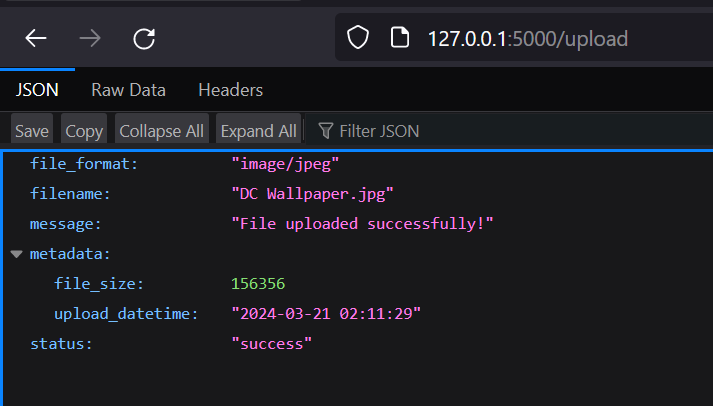 127.0.0.1:5000/upload
JSON Raw Data Headers
Save Copy Collapse All Expand All Filter JSON
file_format: "image/jpeg"
filename: "DC Wallpaper.jpg"
message: "File uploaded successfully!"
metadata:
file_size: 156356
upload_datetime: "2024-03-21 02:11:29"
status: "success"